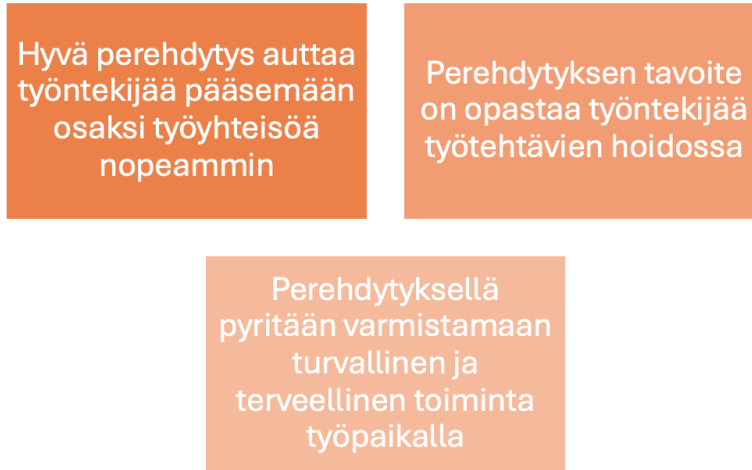 Hyvä perehdytys auttaa
työntekijää pääsemään
osaksi työyhteisöä
nopeammin
Perehdytyksen tavoite
on opastaa työntekijää
työtehtävien hoidossa
Perehdytyksellä
pyritään varmistamaan
turvallinen ja
terveellinen toiminta
työpaikalla